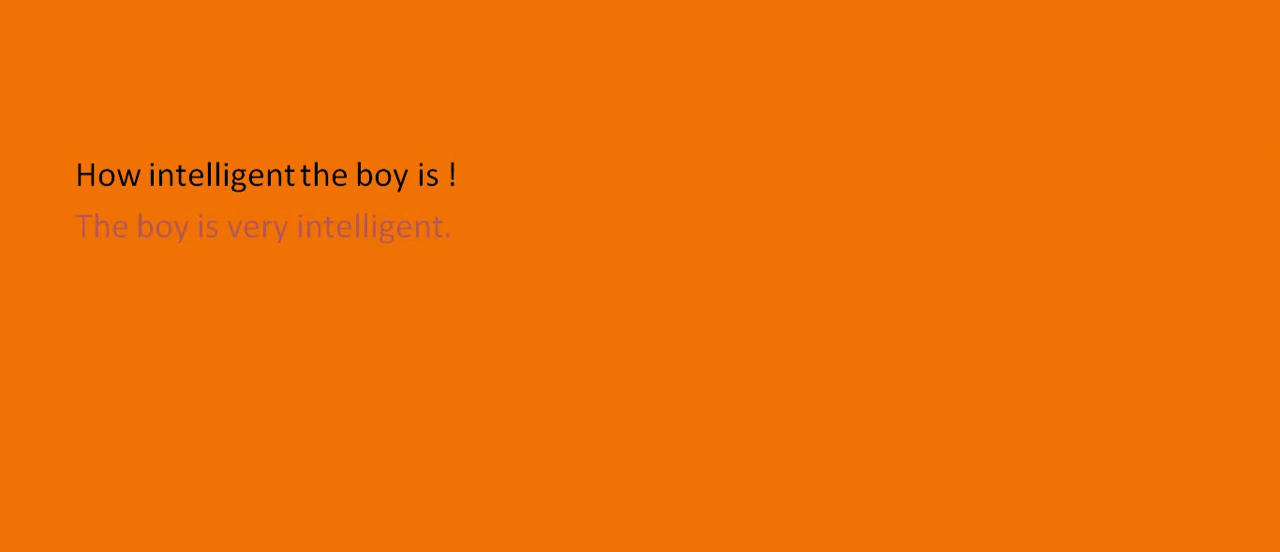 How intelligent the boy is !
The boy is very intelligent.